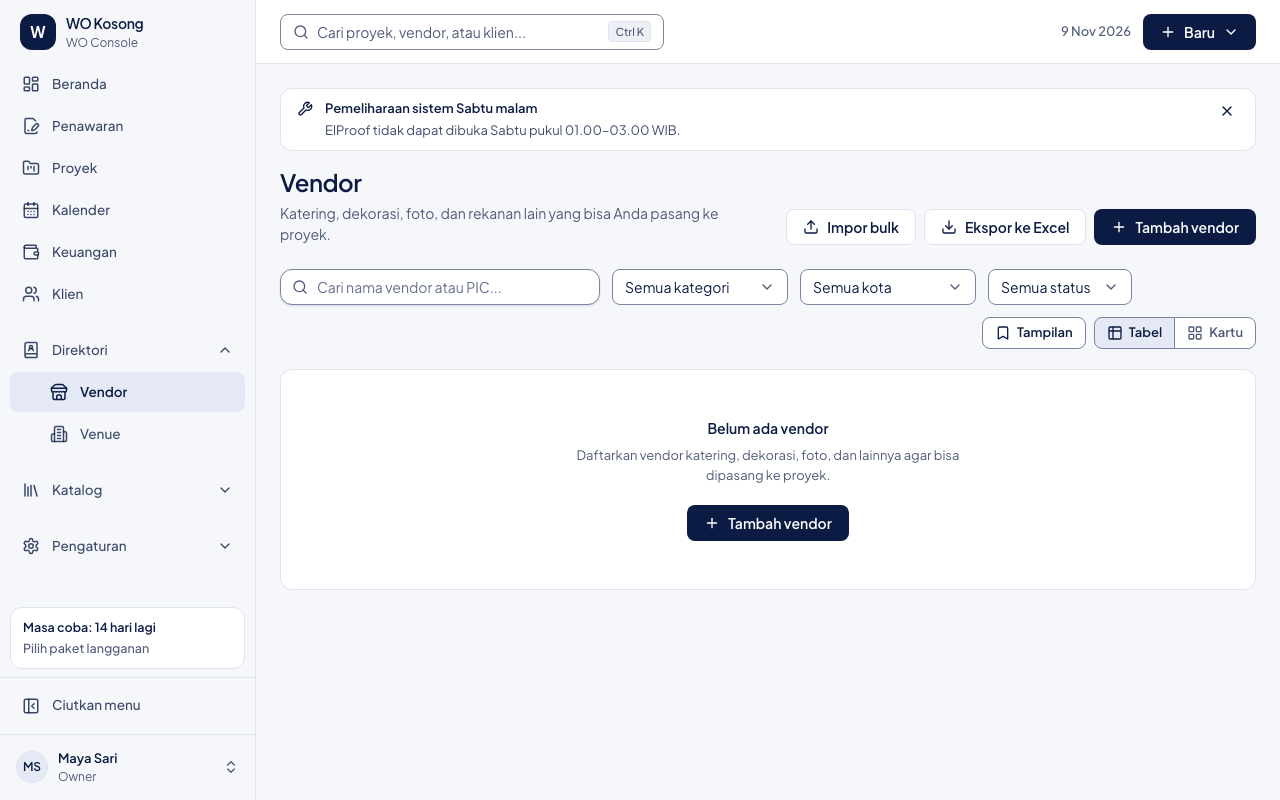 W
WO Kosong
WO Console
Beranda
Penawaran
Proyek
Kalender
Keuangan
Klien
Direktori
Vendor
Venue
Katalog
Pengaturan
Masa coba: 14 hari lagi
Pilih paket langganan
Ciutkan menu
MS
Maya Sari
Owner
Cari proyek, vendor, atau klien...
Ctrl K
9 Nov 2026
Baru
Pemeliharaan sistem Sabtu malam
ElProof tidak dapat dibuka Sabtu pukul 01.00–03.00 WIB.
Vendor
Katering, dekorasi, foto, dan rekanan lain yang bisa Anda pasang ke
proyek.
Impor bulk
Ekspor ke Excel
Tambah vendor
Cari nama vendor atau PIC...
Semua kategori
Semua kota
Semua status
Tampilan
Tabel
Kartu
Belum ada vendor
Daftarkan vendor katering, dekorasi, foto, dan lainnya agar bisa
dipasang ke proyek.
Tambah vendor